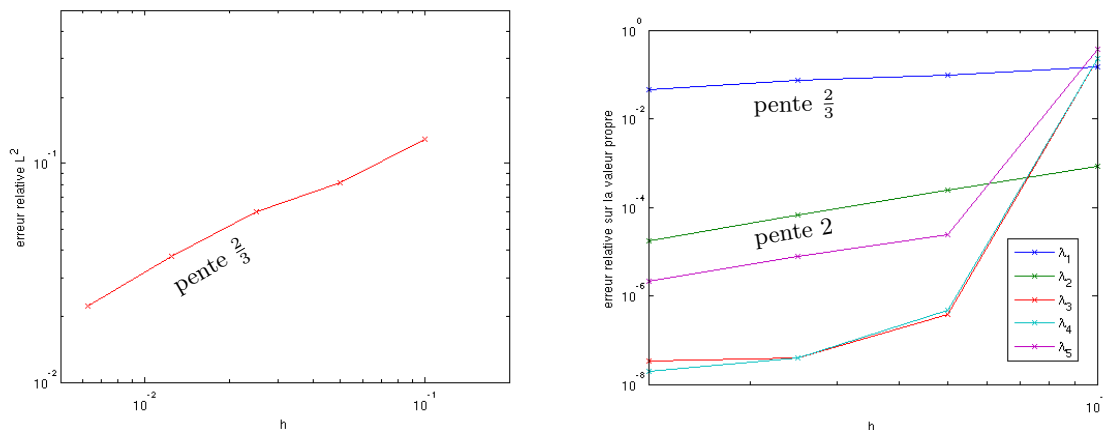 erreur relative L²
10⁻¹
10⁻²
pente 2/3
10⁻² 10⁻¹
h
erreur relative sur la valeur propre
10⁰
10⁻²
10⁻⁴
10⁻⁶
10⁻⁸
pente 2/3
pente 2
λ₁
λ₂
λ₃
λ₄
λ₅
h